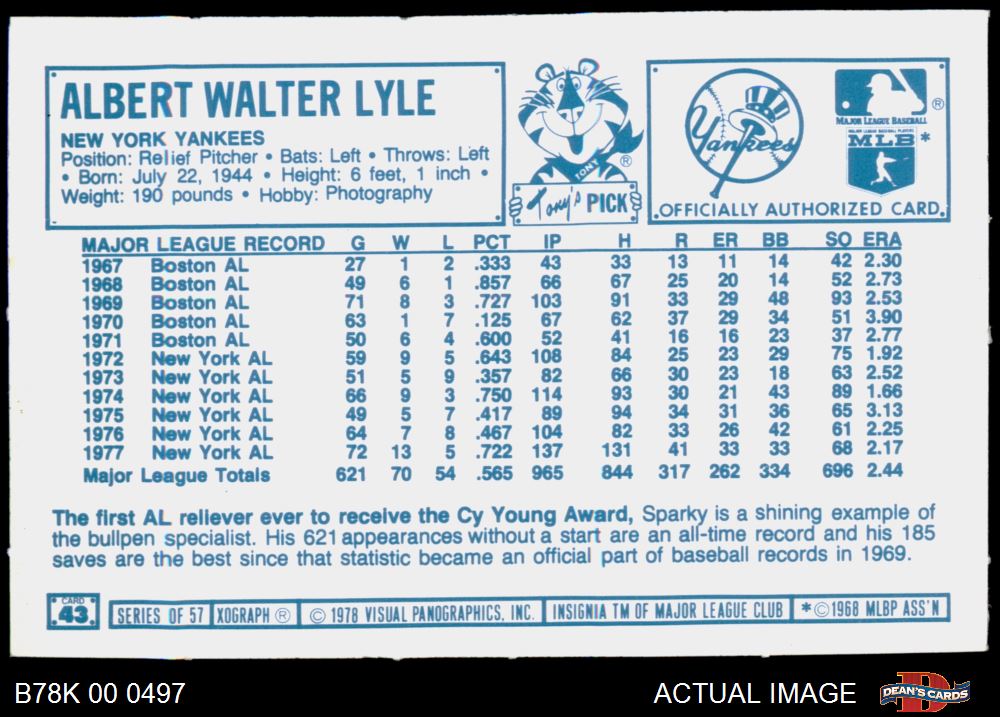 ALBERT WALTER LYLE
NEW YORK YANKEES
Position: Relief Pitcher • Bats: Left • Throws: Left
• Born: July 22, 1944 • Height: 6 feet, 1 inch •
Weight: 190 pounds • Hobby: Photography
TONY ®
Tony's PICK
Yankees
®
MAJOR LEAGUE BASEBALL
MAJOR LEAGUE BASEBALL PLAYERS
MLB *
OFFICIALLY AUTHORIZED CARD
MAJOR LEAGUE RECORD G W L PCT IP H R ER BB SO ERA
1967 Boston AL 27 1 2 .333 43 33 13 11 14 42 2.30
1968 Boston AL 49 6 1 .857 66 67 25 20 14 52 2.73
1969 Boston AL 71 8 3 .727 103 91 33 29 48 93 2.53
1970 Boston AL 63 1 7 .125 67 62 37 29 34 51 3.90
1971 Boston AL 50 6 4 .600 52 41 16 16 23 37 2.77
1972 New York AL 59 9 5 .643 108 84 25 23 29 75 1.92
1973 New York AL 51 5 9 .357 82 66 30 23 18 63 2.52
1974 New York AL 66 9 3 .750 114 93 30 21 43 89 1.66
1975 New York AL 49 5 7 .417 89 94 34 31 36 65 3.13
1976 New York AL 64 7 8 .467 104 82 33 26 42 61 2.25
1977 New York AL 72 13 5 .722 137 131 41 33 33 68 2.17
Major League Totals 621 70 54 .565 965 844 317 262 334 696 2.44
The first AL reliever ever to receive the Cy Young Award, Sparky is a shining example of
the bullpen specialist. His 621 appearances without a start are an all-time record and his 185
saves are the best since that statistic became an official part of baseball records in 1969.
CARD
43
SERIES OF 57 XOGRAPH ® © 1978 VISUAL PANOGRAPHICS, INC. INSIGNIA TM OF MAJOR LEAGUE CLUB *©1968 MLBP ASS'N
B78K 00 0497 ACTUAL IMAGE DEAN'S CARDS